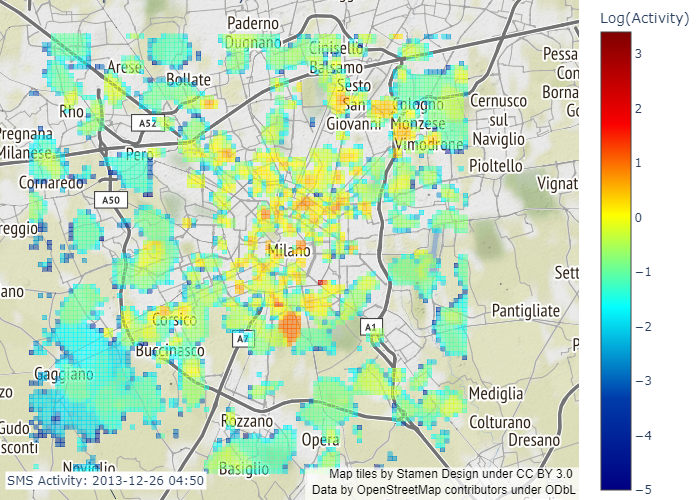 Log(Activity)
3
2
1
0
−1
−2
−3
−4
−5
Paderno
Dugnano
Cinisello
Balsamo
Pessa
Con
Arese
Bollate
Sesto
San
Giovanni
Borna
Go
Rho
A52
Cologno
Monzese
Cernusco
sul
Naviglio
Pregnana
Milanese
Pero
Vimodrone
Pioltello
Cornaredo
Vignat
A50
reggio
Milano
Sett
ano
Pantigliate
Corsico
A1
A7
Buccinasco
P
Gaggiano
zo
Mediglia
Rozzano
Colturano
Gudo
sconti
Opera
Dresano
Basiglio
Naviglio
SMS Activity: 2013-12-26 04:50
Map tiles by Stamen Design under CC BY 3.0
Data by OpenStreetMap contributors under ODbL